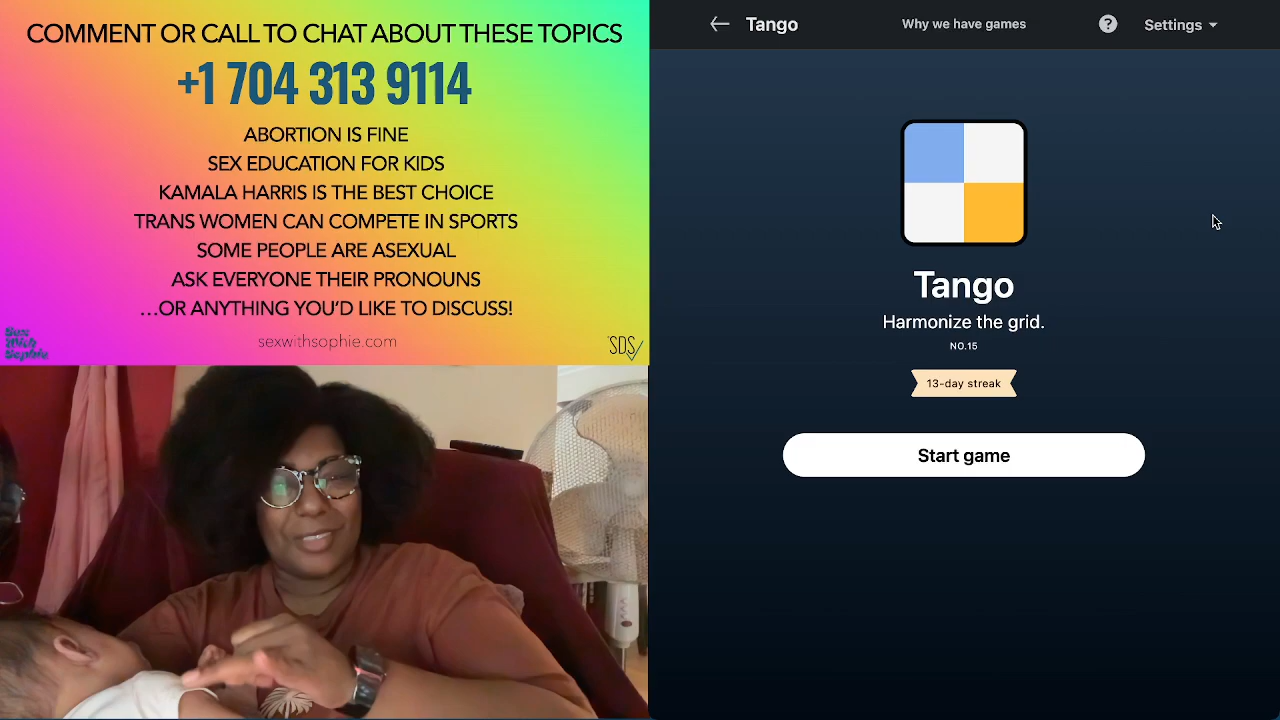 COMMENT OR CALL TO CHAT ABOUT THESE TOPICS
+1 704 313 9114
ABORTION IS FINE
SEX EDUCATION FOR KIDS
KAMALA HARRIS IS THE BEST CHOICE
TRANS WOMEN CAN COMPETE IN SPORTS
SOME PEOPLE ARE ASEXUAL
ASK EVERYONE THEIR PRONOUNS
...OR ANYTHING YOU'D LIKE TO DISCUSS!
sexwithsophie.com
Sex
With
Sophie
SDS
Tango
Why we have games
?
Settings
Tango
Harmonize the grid.
NO.15
13-day streak
Start game